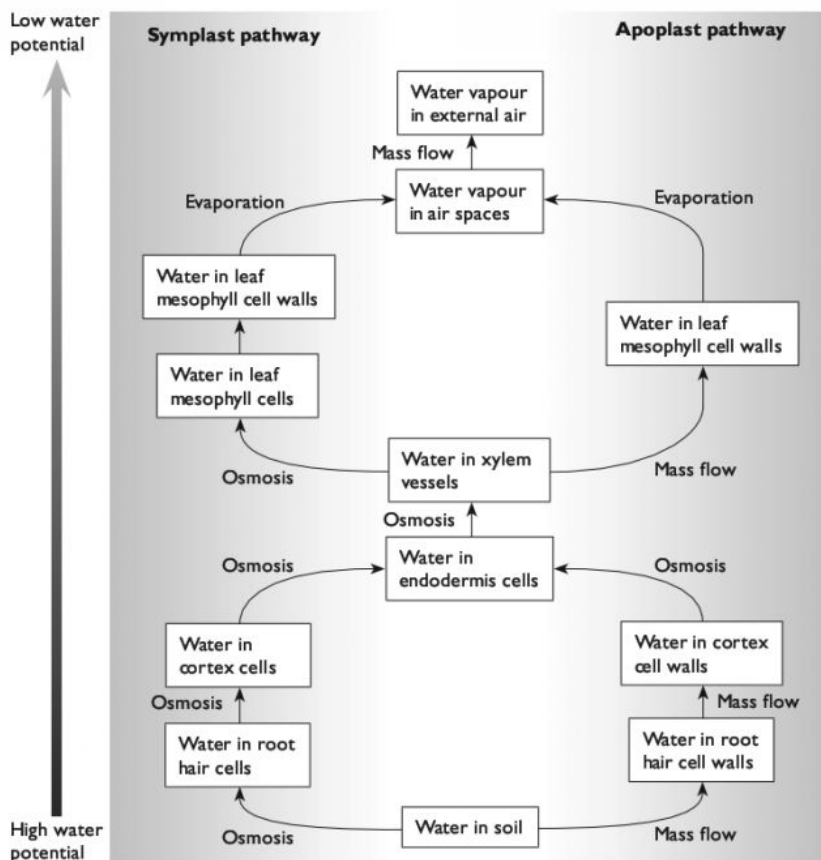 Low water
potential
Symplast pathway
Apoplast pathway
Water vapour
in external air
Mass flow
Water vapour
in air spaces
Evaporation
Evaporation
Water in leaf
mesophyll cell walls
Water in leaf
mesophyll cell walls
Water in leaf
mesophyll cells
Water in xylem
vessels
Osmosis
Mass flow
Osmosis
Water in
endodermis cells
Osmosis
Osmosis
Water in
cortex cells
Water in cortex
cell walls
Osmosis
Mass flow
Water in root
hair cells
Water in root
hair cell walls
Water in soil
High water
potential
Osmosis
Mass flow